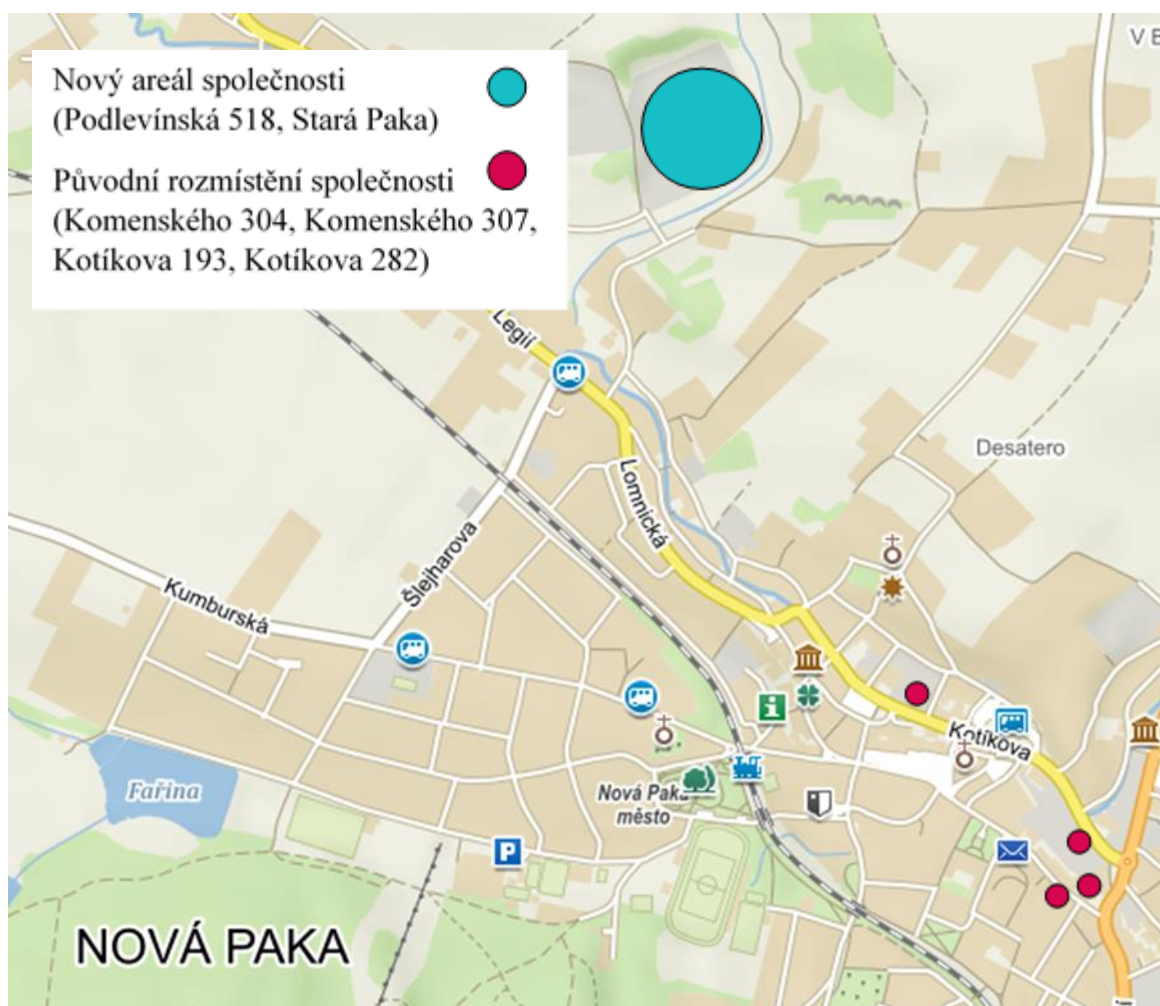 Nový areál společnosti
(Podlevínská 518, Stará Paka)
Původní rozmístění společnosti
(Komenského 304, Komenského 307,
Kotíkova 193, Kotíkova 282)
V B
Legií
Desatero
Lomnická
Šlejharova
Kumburská
Kotíkova
Fařina
Nová Paka
město
P
NOVÁ PAKA